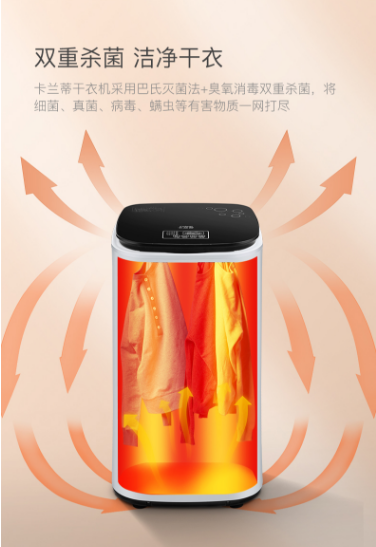 双重杀菌 洁净干衣
卡兰蒂干衣机采用巴氏灭菌法+臭氧消毒双重杀菌，将
细菌、真菌、病毒、螨虫等有害物质一网打尽